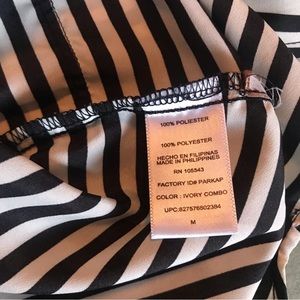 100% POLIESTER
100% POLYESTER
HECHO EN FILIPINAS
MADE IN PHILIPPINES
RN 105543
FACTORY ID# PARKAP
COLOR : IVORY COMBO
UPC:827576502384
M